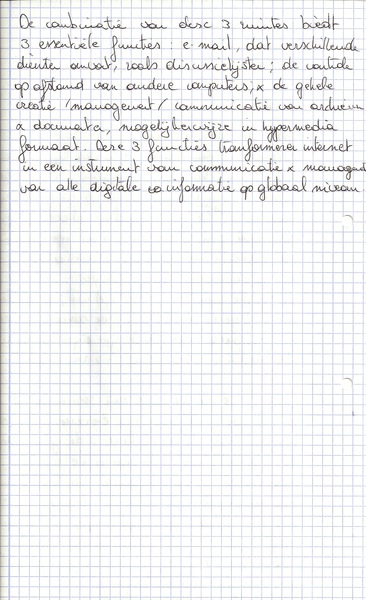 De combinatie van deze 3 ruimtes biedt
3 essentiële functies : e-mail, dat verschillende
diensten omvat, zoals discussielijsten ; de controle
op afstand van andere computers, & de gehele
creatie / management / communicatie van archieven
& documenten, mogelijkerwijze in hypermedia
formaat. Deze 3 functies transformeren internet
in een instrument van communicatie & management
van alle digitale informatie op globaal niveau